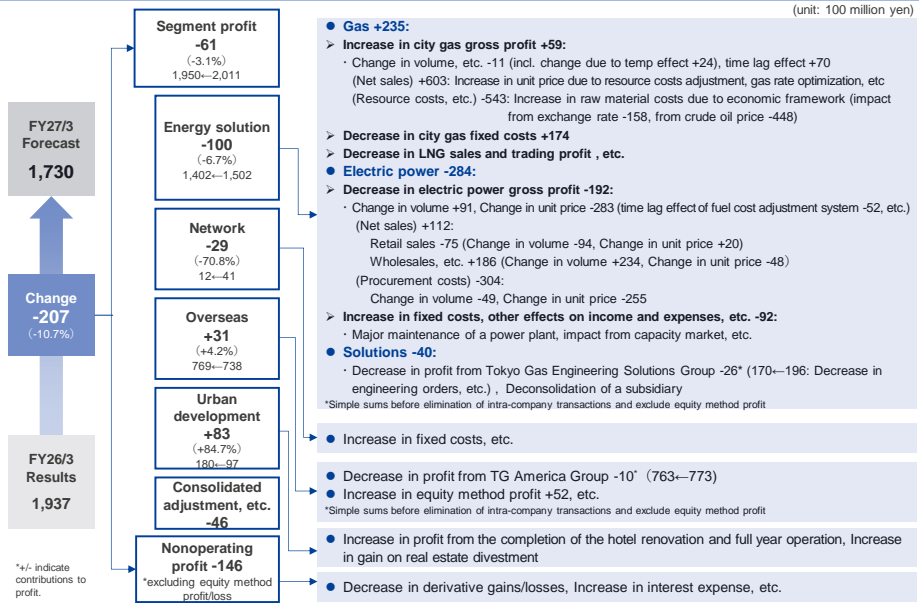 (unit: 100 million yen)
FY27/3
Forecast
1,730
Change
-207
(-10.7%)
FY26/3
Results
1,937
*+/- indicate
contributions to
profit.
Segment profit
-61
(-3.1%)
1,950←2,011
Energy solution
-100
(-6.7%)
1,402←1,502
Network
-29
(-70.8%)
12←41
Overseas
+31
(+4.2%)
769←738
Urban
development
+83
(+84.7%)
180←97
Consolidated
adjustment, etc.
-46
Nonoperating
profit -146
*excluding equity method
profit/loss
● Gas +235:
➢ Increase in city gas gross profit +59:
・Change in volume, etc. -11 (incl. change due to temp effect +24), time lag effect +70
(Net sales) +603: Increase in unit price due to resource costs adjustment, gas rate optimization, etc
(Resource costs, etc.) -543: Increase in raw material costs due to economic framework (impact
from exchange rate -158, from crude oil price -448)
➢ Decrease in city gas fixed costs +174
➢ Decrease in LNG sales and trading profit , etc.
● Electric power -284:
➢ Decrease in electric power gross profit -192:
・Change in volume +91, Change in unit price -283 (time lag effect of fuel cost adjustment system -52, etc.)
(Net sales) +112:
Retail sales -75 (Change in volume -94, Change in unit price +20)
Wholesales, etc. +186 (Change in volume +234, Change in unit price -48)
(Procurement costs) -304:
Change in volume -49, Change in unit price -255
➢ Increase in fixed costs, other effects on income and expenses, etc. -92:
・Major maintenance of a power plant, impact from capacity market, etc.
● Solutions -40:
・Decrease in profit from Tokyo Gas Engineering Solutions Group -26* (170←196: Decrease in
engineering orders, etc.) , Deconsolidation of a subsidiary
*Simple sums before elimination of intra-company transactions and exclude equity method profit
● Increase in fixed costs, etc.
● Decrease in profit from TG America Group -10* (763←773)
● Increase in equity method profit +52, etc.
*Simple sums before elimination of intra-company transactions and exclude equity method profit
● Increase in profit from the completion of the hotel renovation and full year operation, Increase
in gain on real estate divestment
● Decrease in derivative gains/losses, Increase in interest expense, etc.